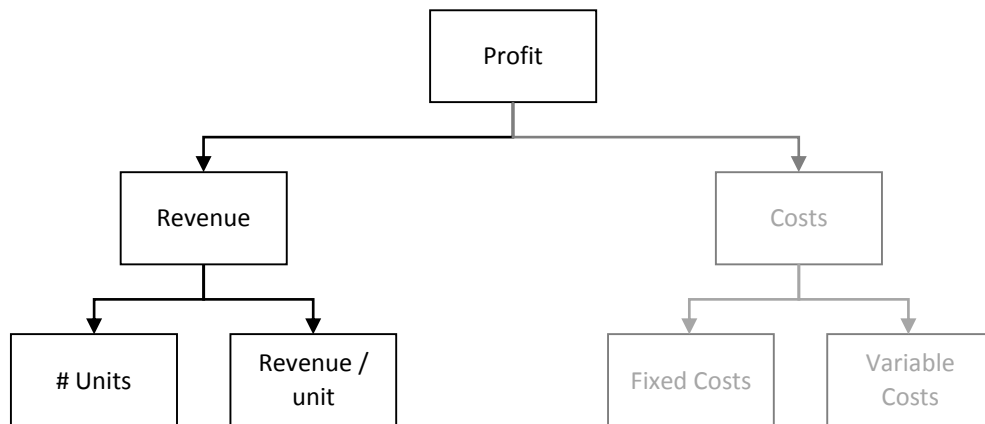 Profit
Revenue
Costs
# Units
Revenue /
unit
Fixed Costs
Variable
Costs